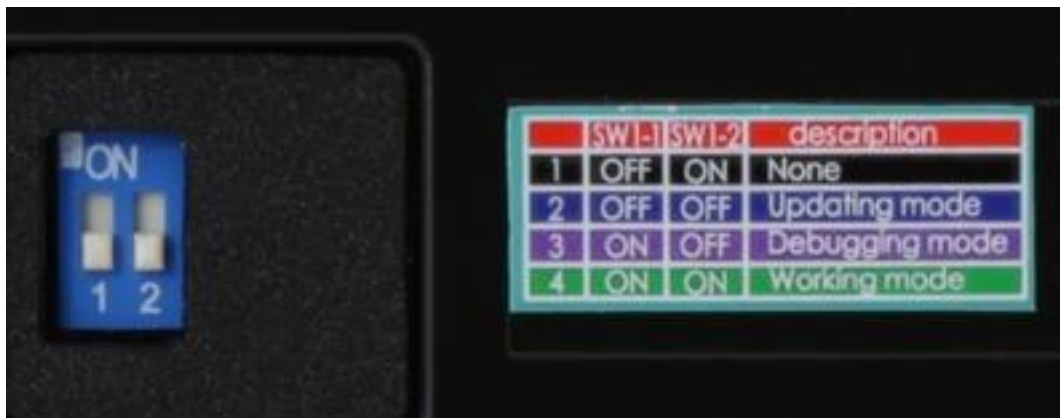 ON
1 2
SW1-1 SW1-2 description
1 OFF ON None
2 OFF OFF Updating mode
3 ON OFF Debugging mode
4 ON ON Working mode